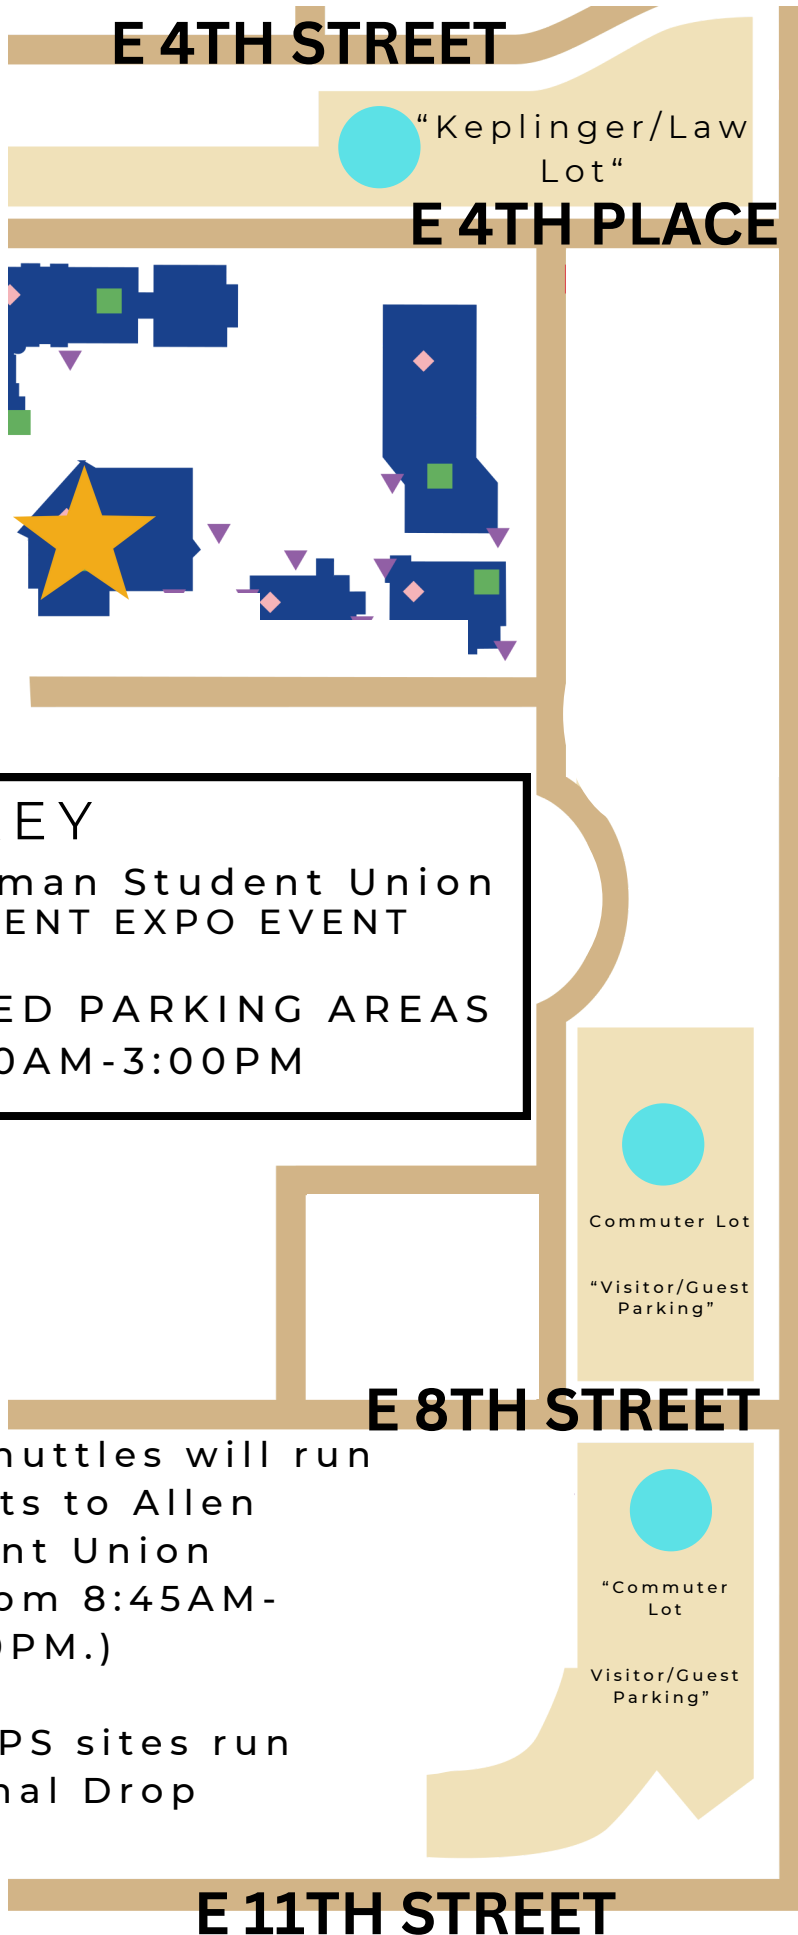 E 4TH STREET
“Keplinger/Law
Lot“
E 4TH PLACE
EY
man Student Union
ENT EXPO EVENT
ED PARKING AREAS
0AM-3:00PM
Commuter Lot
“Visitor/Guest
Parking”
E 8TH STREET
huttles will run
ts to Allen
nt Union
om 8:45AM-
0PM.)
“Commuter
Lot
Visitor/Guest
Parking”
PS sites run
nal Drop
E 11TH STREET